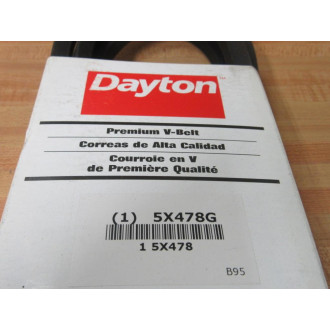 Dayton
Premium V-Belt
Correas de Alta Calidad
Courroie en V
de Première Qualité
(1) 5X478G
1 5X478
B95